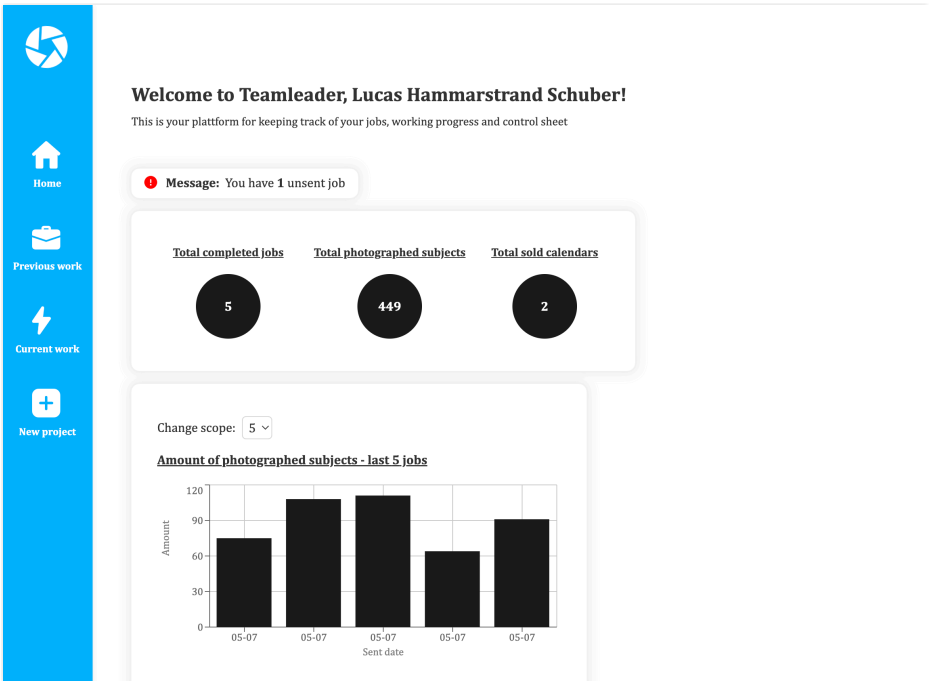 Welcome to Teamleader, Lucas Hammarstrand Schuber!
This is your plattform for keeping track of your jobs, working progress and control sheet
Home
Previous work
Current work
New project
Message: You have 1 unsent job
Total completed jobs Total photographed subjects Total sold calendars
5 449 2
Change scope: 5
Amount of photographed subjects - last 5 jobs
Amount
120
90
60
30
0
05-07 05-07 05-07 05-07 05-07
Sent date